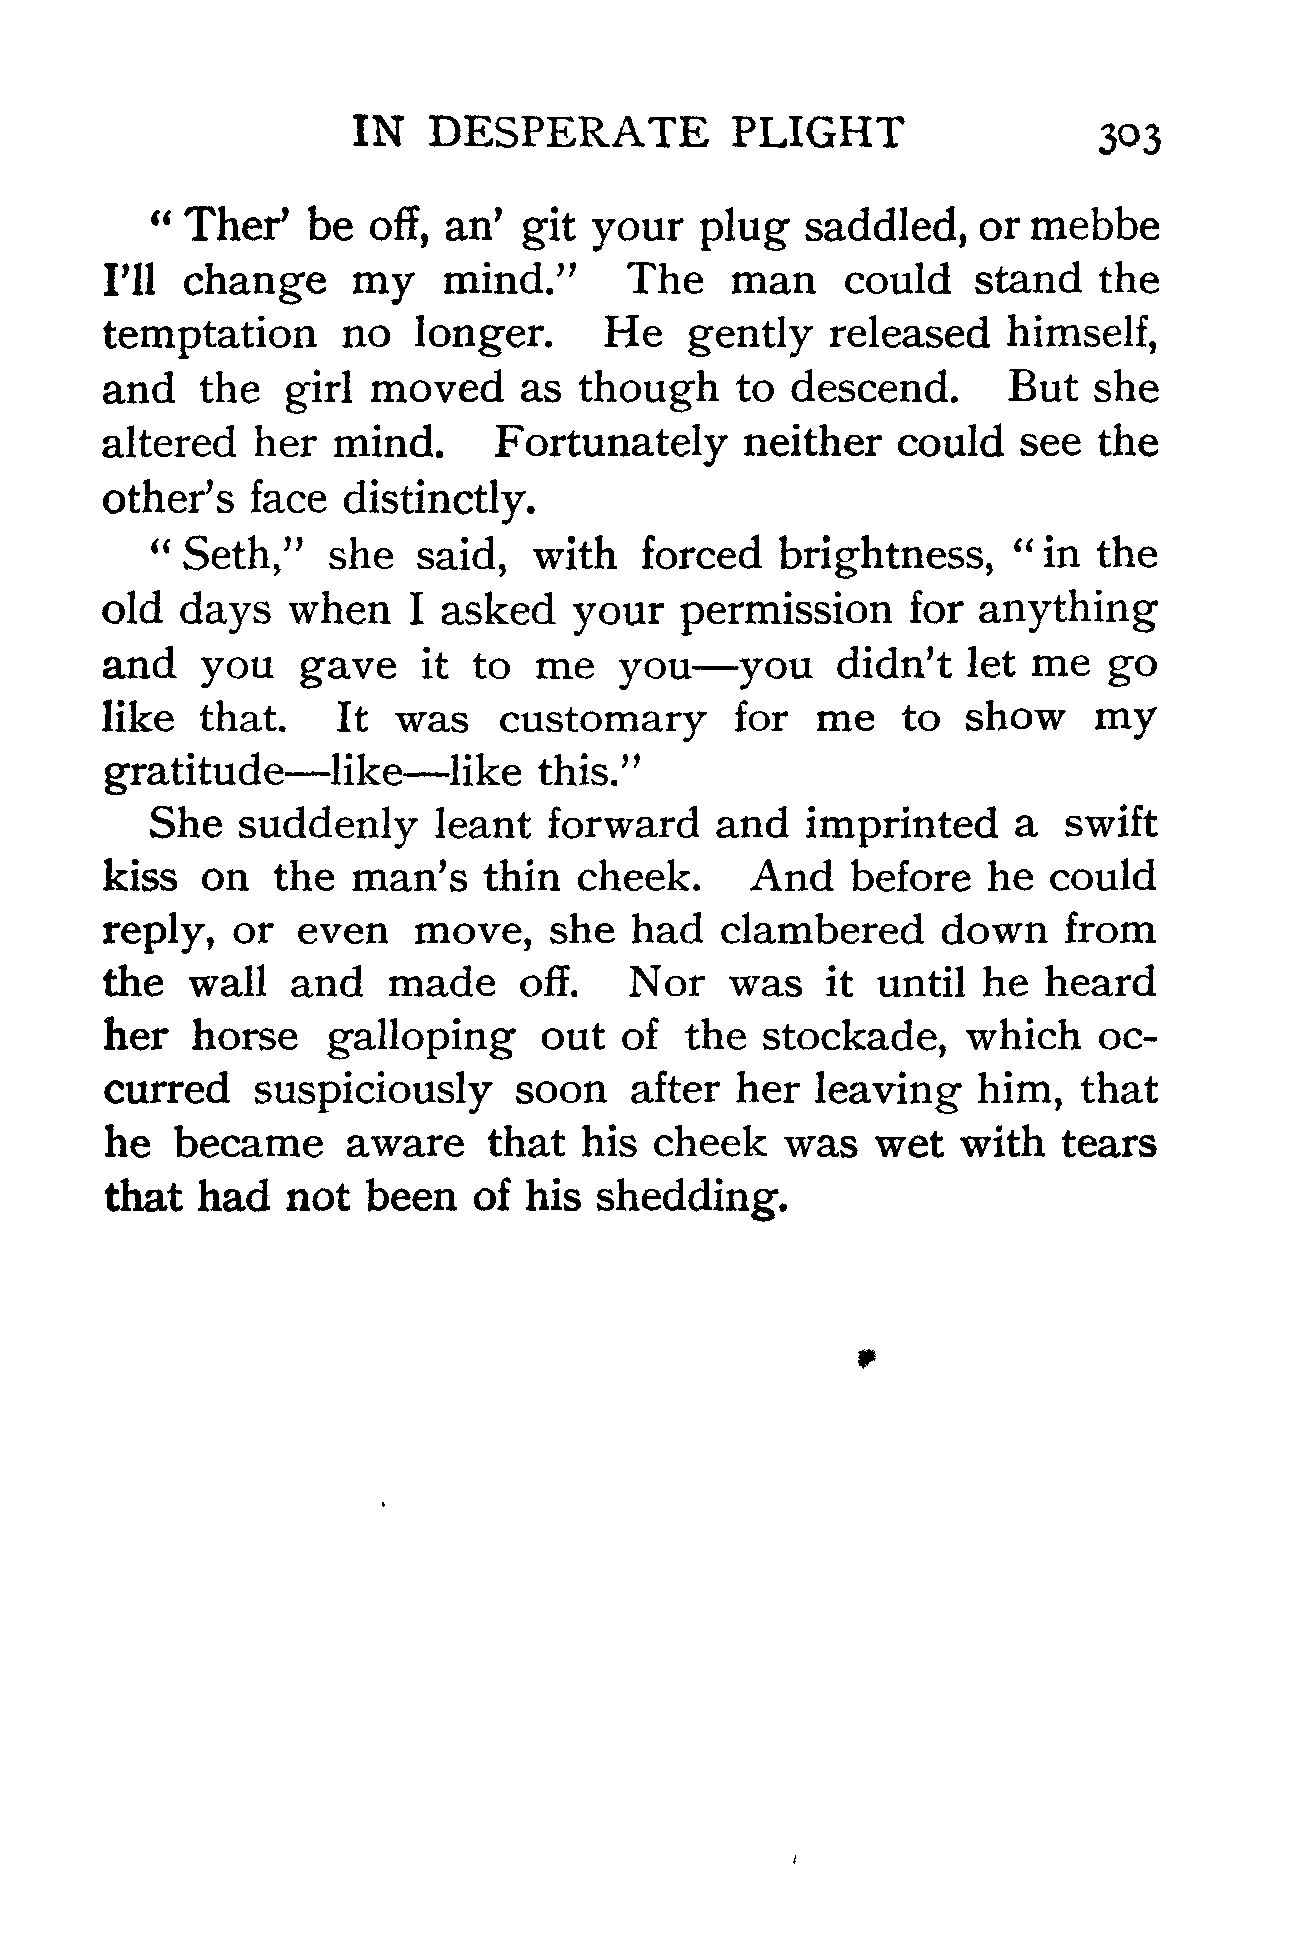 IN DESPERATE PLIGHT 303
" Ther' be off, an' git your plug saddled, or mebbe
I'll change my mind." The man could stand the
temptation no longer. He gently released himself,
and the girl moved as though to descend. But she
altered her mind. Fortunately neither could see the
other's face distinctly.
" Seth," she said, with forced brightness, " in the
old days when I asked your permission for anything
and you gave it to me you—you didn't let me go
like that. It was customary for me to show my
gratitude—like—like this."
She suddenly leant forward and imprinted a swift
kiss on the man's thin cheek. And before he could
reply, or even move, she had clambered down from
the wall and made off. Nor was it until he heard
her horse galloping out of the stockade, which oc-
curred suspiciously soon after her leaving him, that
he became aware that his cheek was wet with tears
that had not been of his shedding.